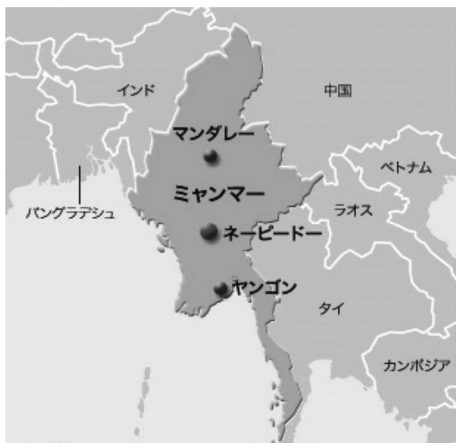 インド
中国
マンダレー
ベトナム
ミャンマー
バングラデシュ
ラオス
ネーピードー
ヤンゴン
タイ
カンボジア